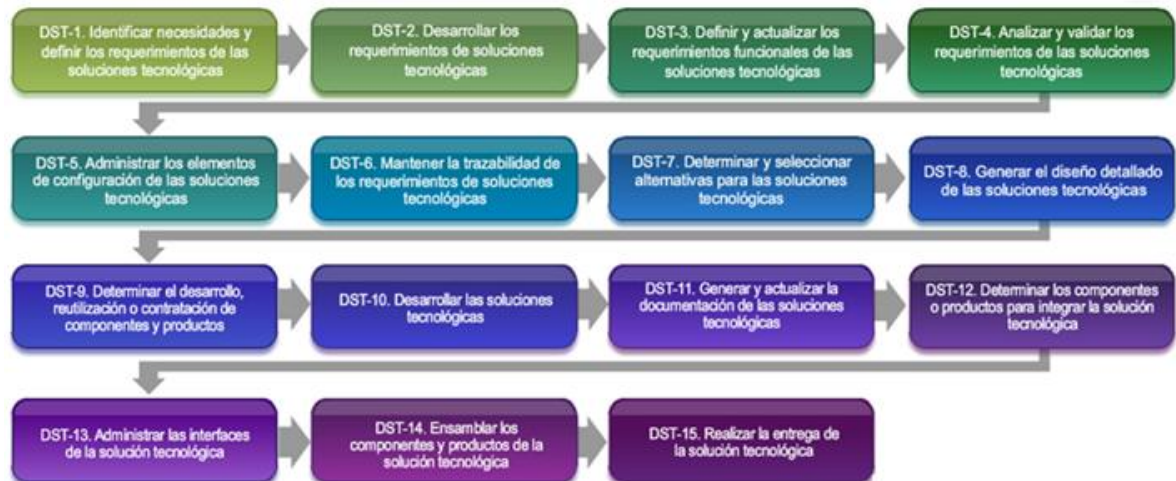 DST-1. Identificar necesidades y
definir los requerimientos de las
soluciones tecnológicas
DST-2. Desarrollar los
requerimientos de soluciones
tecnológicas
DST-3. Definir y actualizar los
requerimientos funcionales de las
soluciones tecnológicas
DST-4. Analizar y validar los
requerimientos de las soluciones
tecnológicas
DST-5. Administrar los elementos
de configuración de las soluciones
tecnológicas
DST-6. Mantener la trazabilidad de
los requerimientos de soluciones
tecnológicas
DST-7. Determinar y seleccionar
alternativas para las soluciones
tecnológicas
DST-8. Generar el diseño detallado
de las soluciones tecnológicas
DST-9. Determinar el desarrollo,
reutilización o contratación de
componentes y productos
DST-10. Desarrollar las soluciones
tecnológicas
DST-11. Generar y actualizar la
documentación de las soluciones
tecnológicas
DST-12. Determinar los componentes
o productos para integrar la solución
tecnológica
DST-13. Administrar las interfaces
de la solución tecnológica
DST-14. Ensamblar los
componentes y productos de la
solución tecnológica
DST-15. Realizar la entrega de
la solución tecnológica